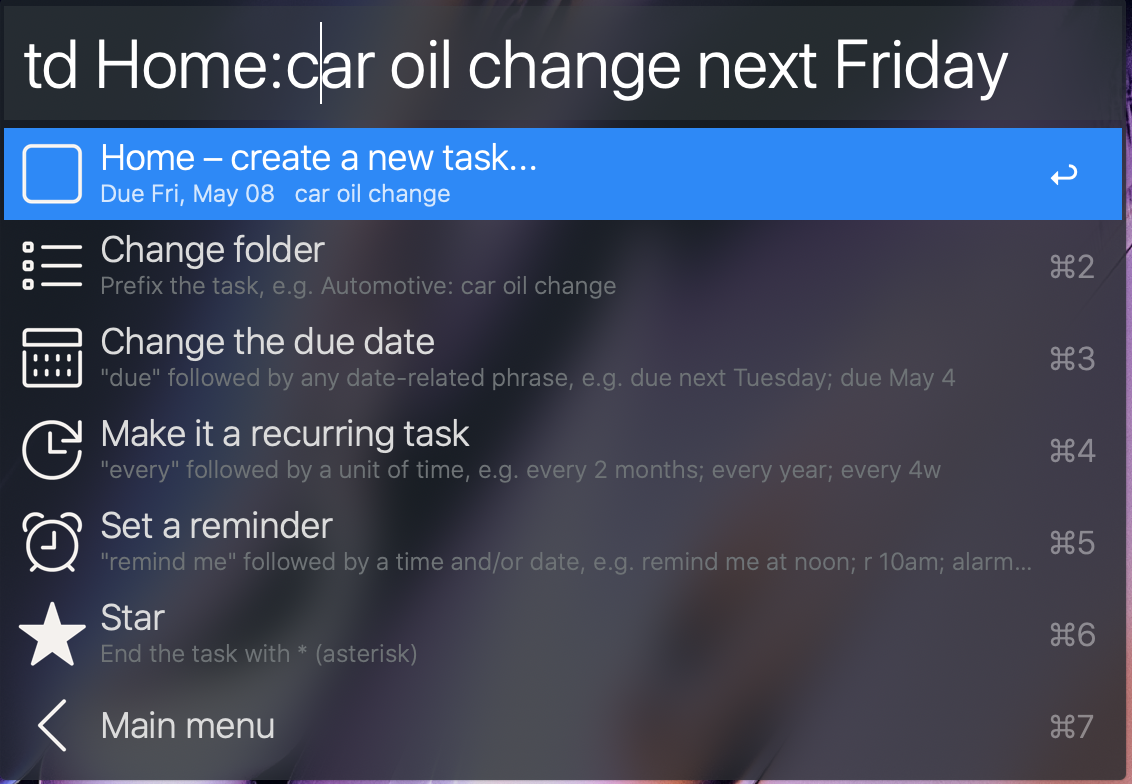 td Home:car oil change next Friday
Home – create a new task...
Due Fri, May 08   car oil change
Change folder
Prefix the task, e.g. Automotive: car oil change
⌘2
Change the due date
"due" followed by any date-related phrase, e.g. due next Tuesday; due May 4
⌘3
Make it a recurring task
"every" followed by a unit of time, e.g. every 2 months; every year; every 4w
⌘4
Set a reminder
"remind me" followed by a time and/or date, e.g. remind me at noon; r 10am; alarm...
⌘5
Star
End the task with * (asterisk)
⌘6
Main menu
⌘7